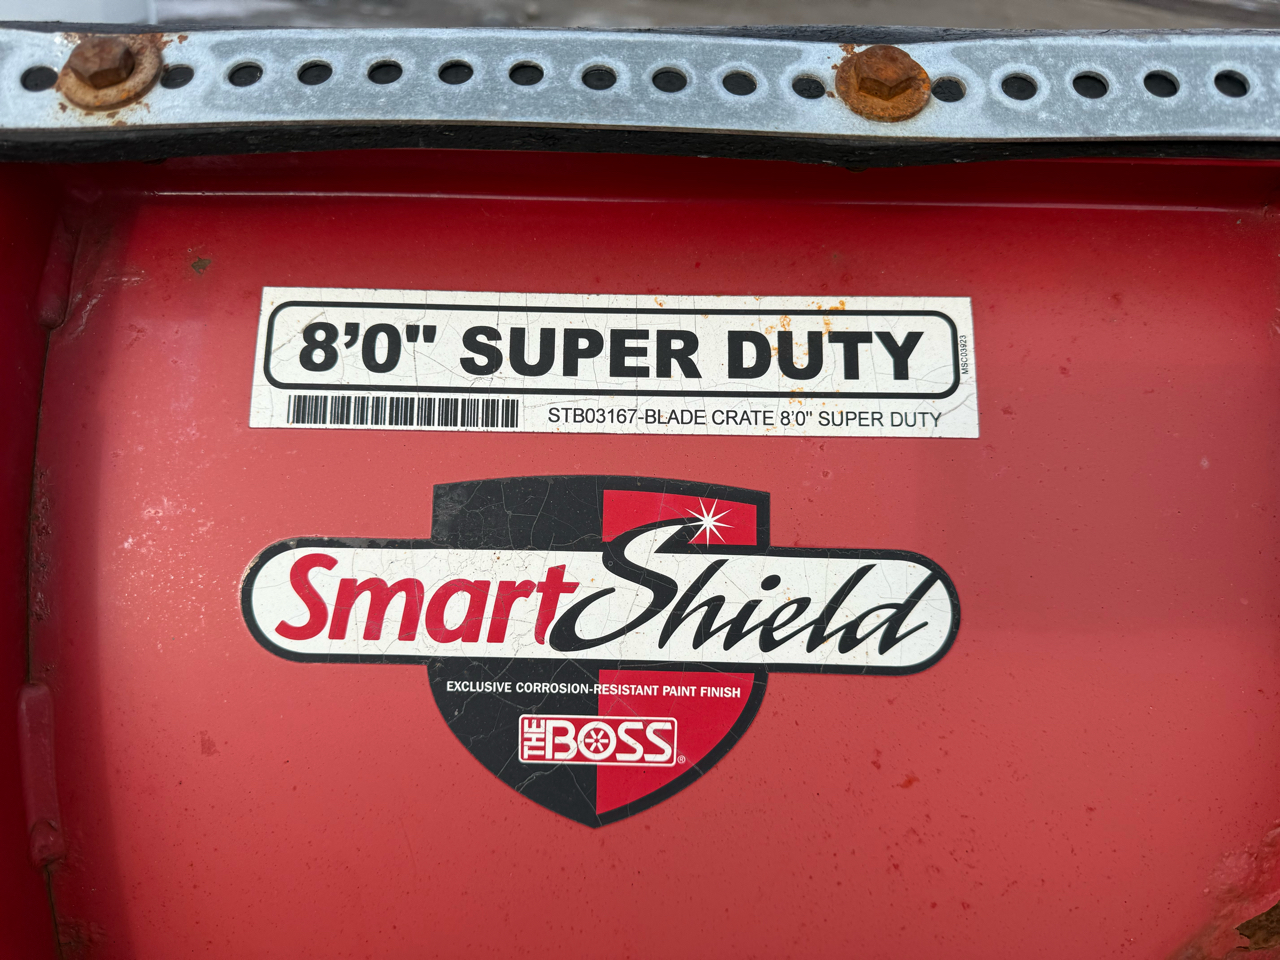 8’0" SUPER DUTY
MSC03923
STB03167-BLADE CRATE 8'0" SUPER DUTY
SmartShield
EXCLUSIVE CORROSION-RESISTANT PAINT FINISH
THE BOSS®